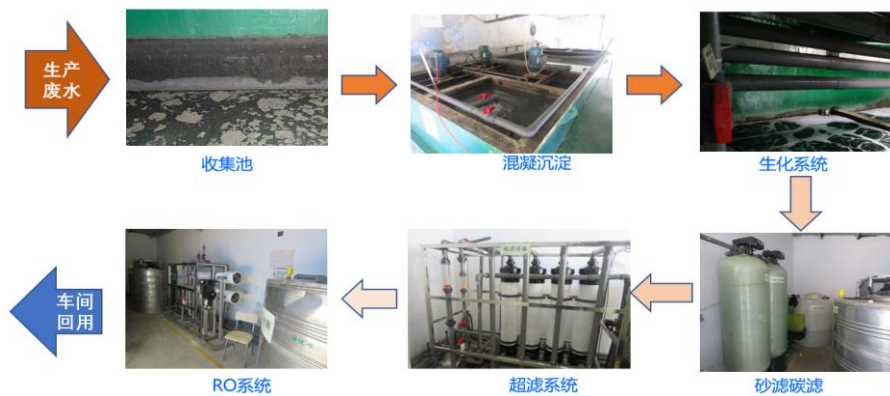 生产
废水
收集池
混凝沉淀
生化系统
车间
回用
RO系统
超滤系统
砂滤碳滤